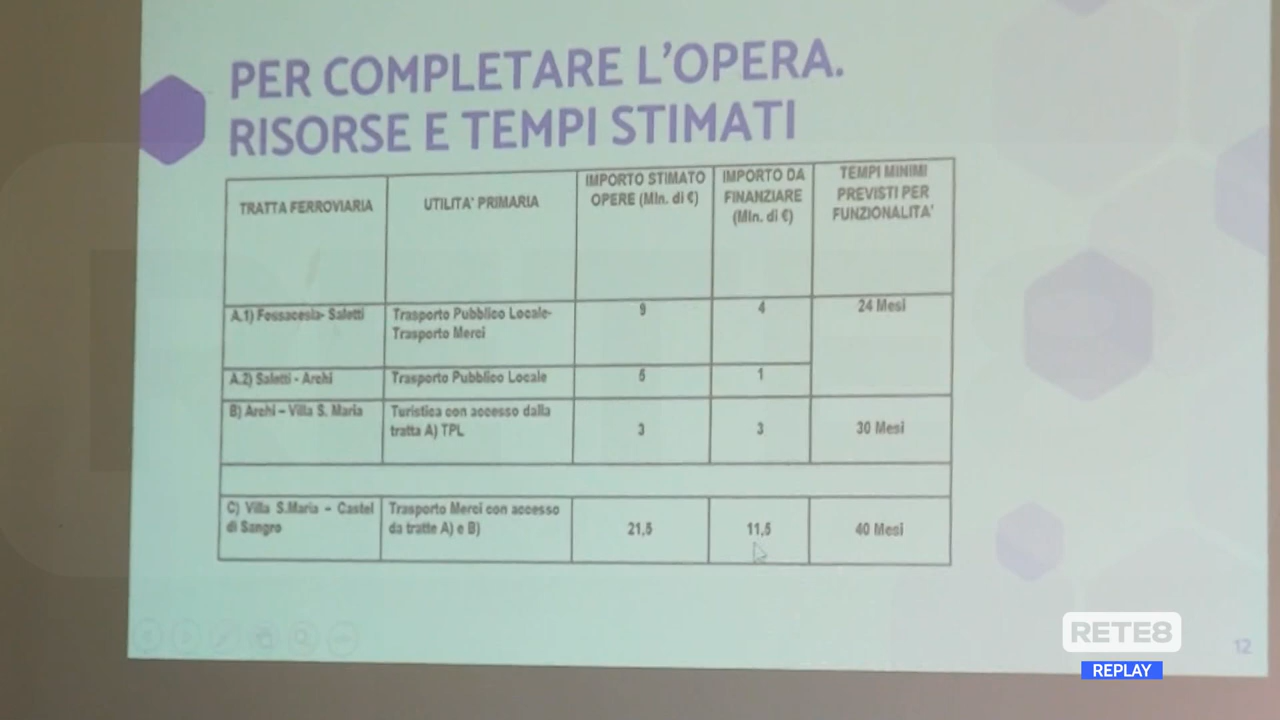 PER COMPLETARE L'OPERA.
RISORSE E TEMPI STIMATI
TRATTA FERROVIARIA
UTILITA' PRIMARIA
IMPORTO STIMATO
OPERE (Mln. di €)
IMPORTO DA
FINANZIARE
(Mln. di €)
TEMPI MINIMI
PREVISTI PER
FUNZIONALITA'
A.1) Fossacesia- Saletti
Trasporto Pubblico Locale-
Trasporto Merci
9
4
24 Mesi
A.2) Saletti - Archi
Trasporto Pubblico Locale
1
B) Archi – Villa S. Maria
Turistica con accesso dalla
tratta A) TPL
3
3
30 Mesi
C) Villa S.Maria – Castel
di Sangro
Trasporto Merci con accesso
da tratte A) e B)
21,5
11,5
40 Mesi
RETE8
REPLAY
12